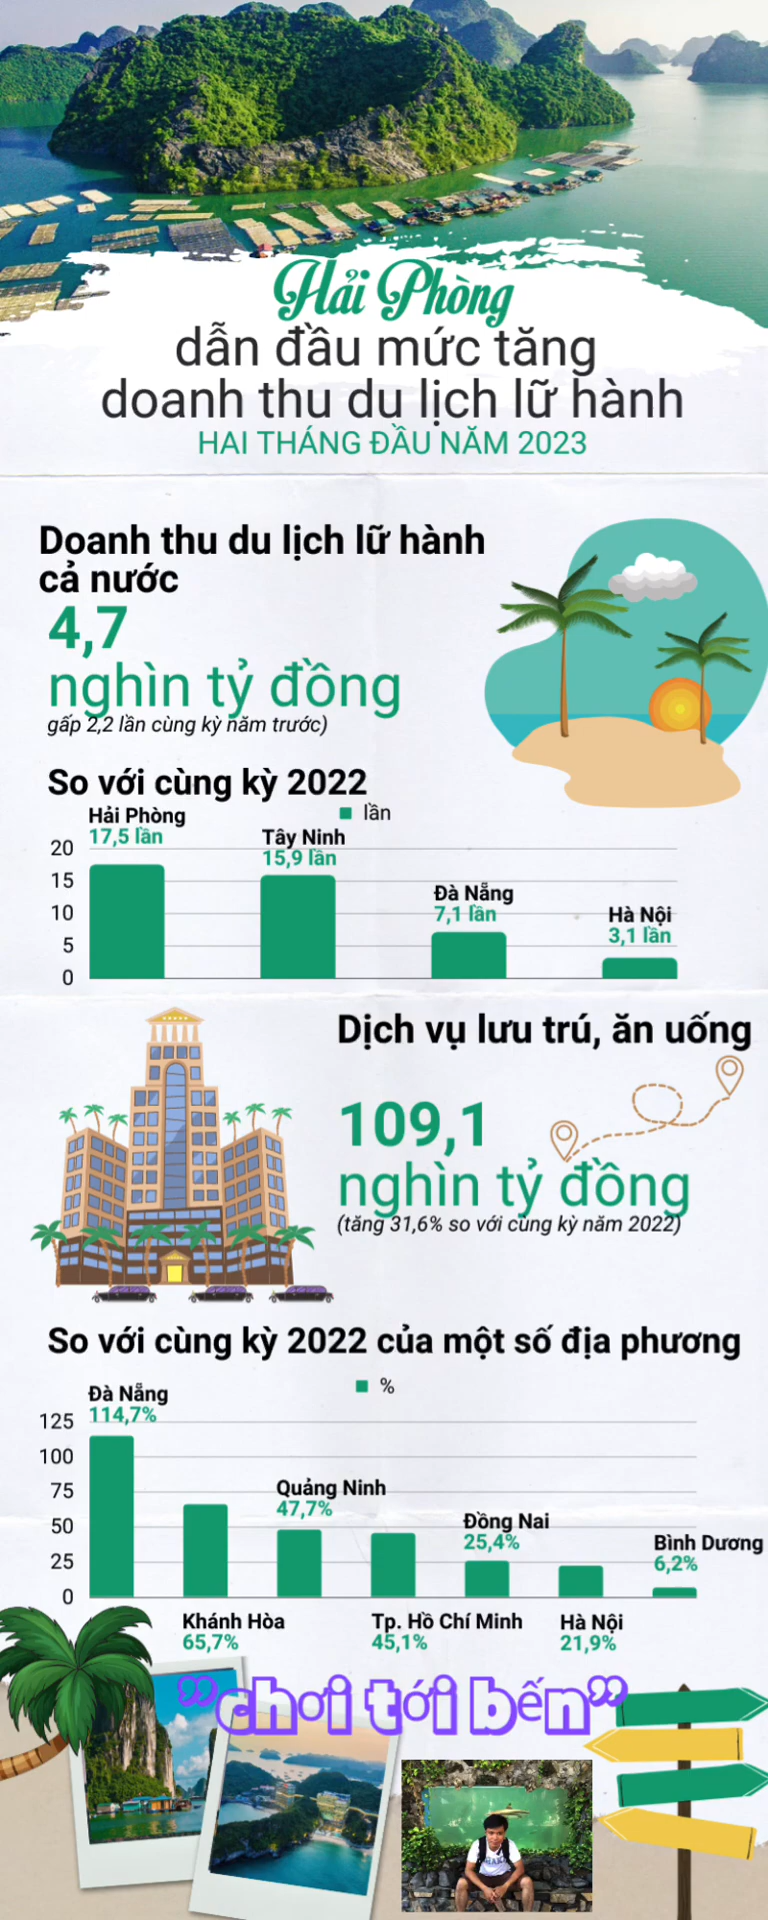 Hải Phòng
dẫn đầu mức tăng
doanh thu du lịch lữ hành
HAI THÁNG ĐẦU NĂM 2023
Doanh thu du lịch lữ hành
cả nước
4,7
nghìn tỷ đồng
gấp 2,2 lần cùng kỳ năm trước)
So với cùng kỳ 2022
lần
Hải Phòng
17,5 lần
Tây Ninh
15,9 lần
Đà Nẵng
7,1 lần
Hà Nội
3,1 lần
20
15
10
5
0
Dịch vụ lưu trú, ăn uống
109,1
nghìn tỷ đồng
(tăng 31,6% so với cùng kỳ năm 2022)
So với cùng kỳ 2022 của một số địa phương
%
Đà Nẵng
114,7%
125
100
75
50
25
0
Quảng Ninh
47,7%
Đồng Nai
25,4%
Bình Dương
6,2%
Khánh Hòa
65,7%
Tp. Hồ Chí Minh
45,1%
Hà Nội
21,9%
"chơi tới bến"